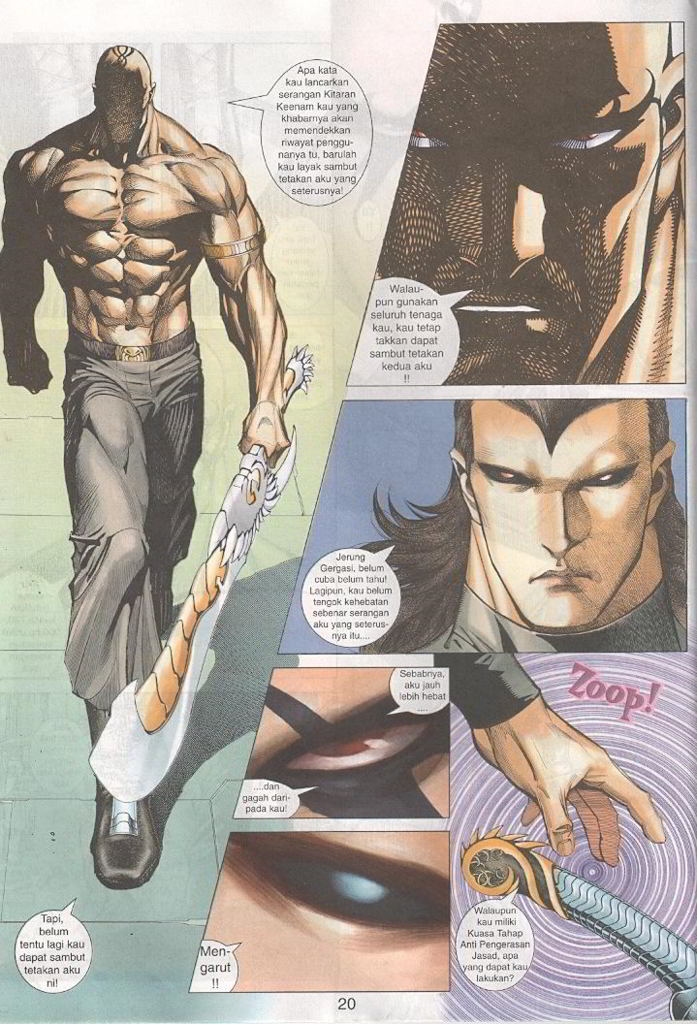 Apa kata
kau lancarkan
serangan Kitaran
Keenam kau yang
khabarnya akan
memendekkan
riwayat penggu-
nanya tu, barulah
kau layak sambut
tetakan aku yang
seterusnya!
Walau-
pun gunakan
seluruh tenaga
kau, kau tetap
takkan dapat
sambut tetakan
kedua aku
!!
Jerung
Gergasi, belum
cuba belum tahu!
Lagipun, kau belum
tengok kehebatan
sebenar serangan
aku yang seterus-
nya itu....
Sebabnya,
aku jauh
lebih hebat
....
....dan
gagah dari-
pada kau!
Zoop!
Tapi,
belum
tentu lagi kau
dapat sambut
tetakan aku
ni!
Men-
garut
!!
Walaupun
kau miliki
Kuasa Tahap
Anti Pengerasan
Jasad, apa
yang dapat kau
lakukan?
20